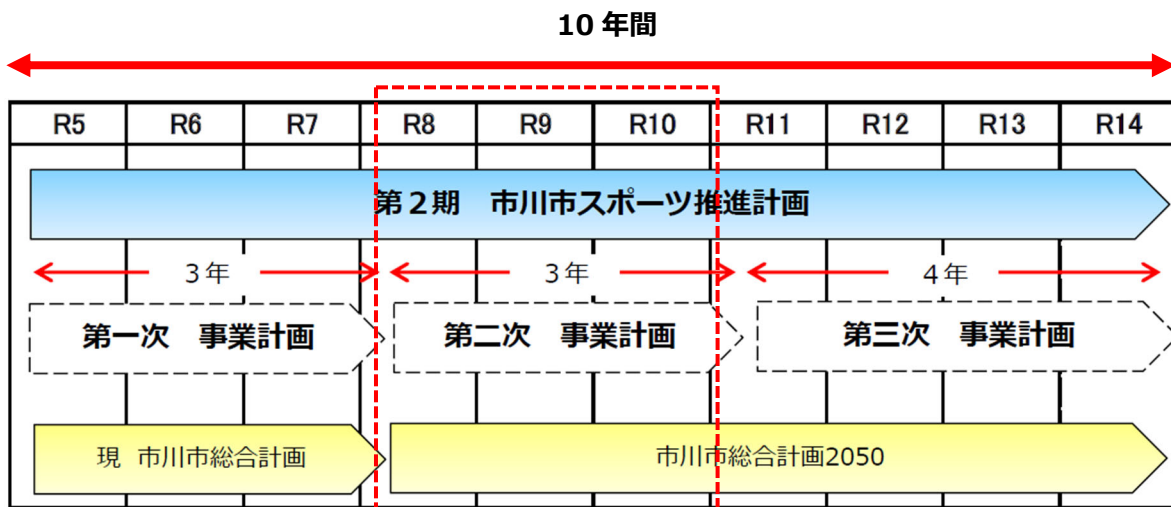 10 年間
R5 R6 R7 R8 R9 R10 R11 R12 R13 R14
第２期　市川市スポーツ推進計画
３年 ３年 ４年
第一次　事業計画 第二次　事業計画 第三次　事業計画
現 市川市総合計画 市川市総合計画2050